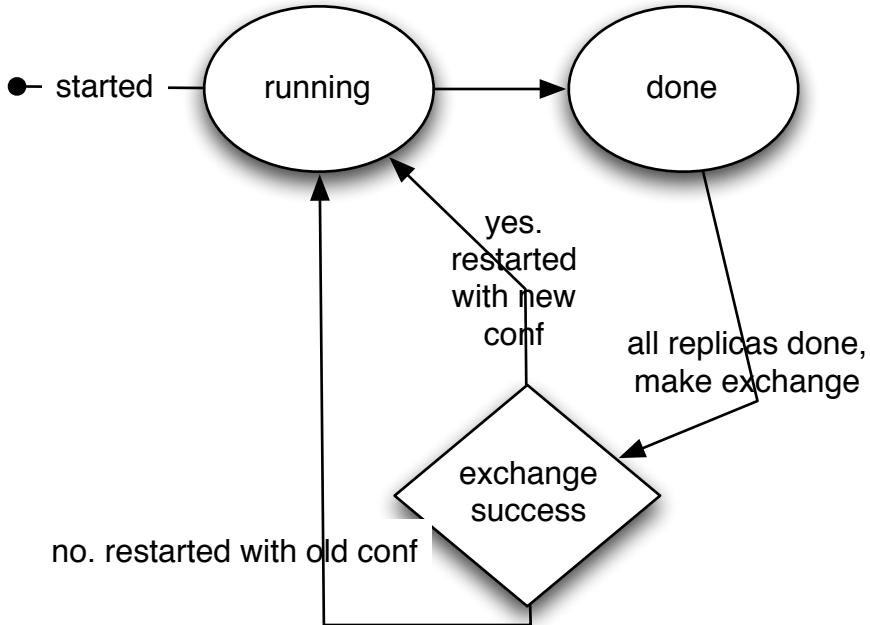 started
running
done
yes.
restarted
with new
conf
all replicas done,
make exchange
exchange
success
no. restarted with old conf